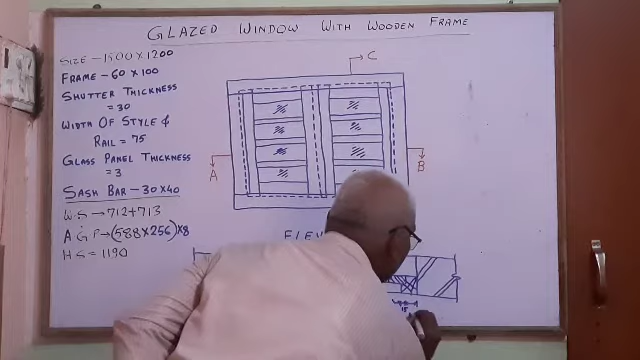 GLAZED WINDOW WITH WOODEN FRAME
SIZE - 1500 X 1200
FRAME - 60 X 100
SHUTTER THICKNESS
= 30
WIDTH OF STYLE &
RAIL = 75
GLASS PANEL THICKNESS
= 3
SASH BAR - 30 X 40
W.S → 712 + 713
A G P → (588 X 256) X 8
H S = 1190
C
A
B
15